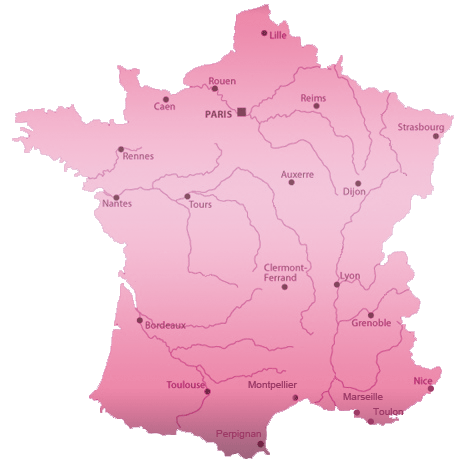 Lille
Rouen
Caen
PARIS
Reims
Strasbourg
Rennes
Auxerre
Dijon
Nantes
Tours
Clermont-
Ferrand
Lyon
Bordeaux
Grenoble
Toulouse
Montpellier
Nice
Marseille
Toulon
Perpignan